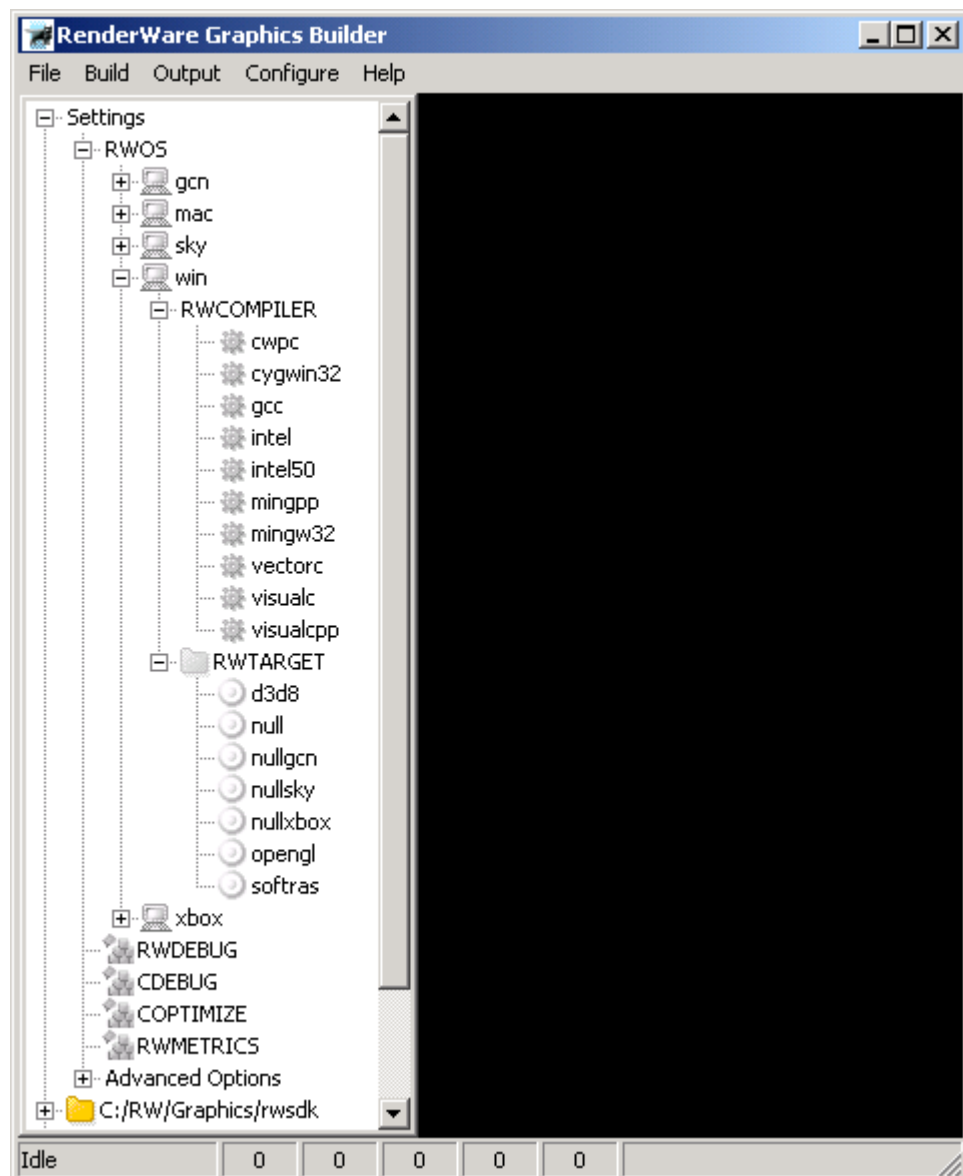 RenderWare Graphics Builder
File Build Output Configure Help
Settings
RWOS
gcn
mac
sky
win
RWCOMPILER
cwpc
cygwin32
gcc
intel
intel50
mingpp
mingw32
vectorc
visualc
visualcpp
RWTARGET
d3d8
null
nullgcn
nullsky
nullxbox
opengl
softras
xbox
RWDEBUG
CDEBUG
COPTIMIZE
RWMETRICS
Advanced Options
C:/RW/Graphics/rwsdk
Idle 0 0 0 0 0